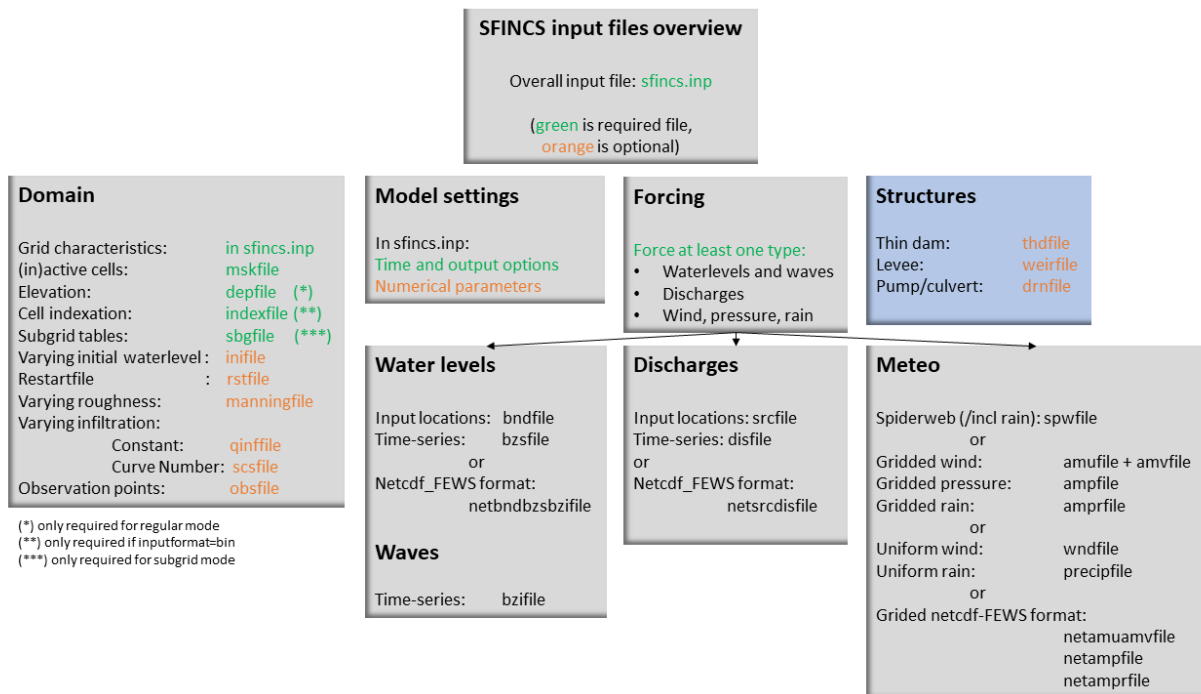 SFINCS input files overview
Overall input file: sfincs.inp
(green is required file,
orange is optional)
Domain
Grid characteristics: in sfincs.inp
(in)active cells: mskfile
Elevation: depfile (*)
Cell indexation: indexfile (**)
Subgrid tables: sbgfile (***)
Varying initial waterlevel : inifile
Restartfile : rstfile
Varying roughness: manningfile
Varying infiltration:
Constant: qinffile
Curve Number: scsfile
Observation points: obsfile
(*) only required for regular mode
(**) only required if inputformat=bin
(***) only required for subgrid mode
Model settings
In sfincs.inp:
Time and output options
Numerical parameters
Forcing
Force at least one type:
• Waterlevels and waves
• Discharges
• Wind, pressure, rain
Structures
Thin dam: thdfile
Levee: weirfile
Pump/culvert: drnfile
Water levels
Input locations: bndfile
Time-series: bzsfile
or
Netcdf_FEWS format:
netbndbzsbzifile
Waves
Time-series: bzifile
Discharges
Input locations: srcfile
Time-series: disfile
or
Netcdf_FEWS format:
netsrcdisfile
Meteo
Spiderweb (/incl rain): spwfile
or
Gridded wind: amufile + amvfile
Gridded pressure: ampfile
Gridded rain: amprfile
or
Uniform wind: wndfile
Uniform rain: precipfile
or
Grided netcdf-FEWS format:
netamuamvfile
netampfile
netamprfile